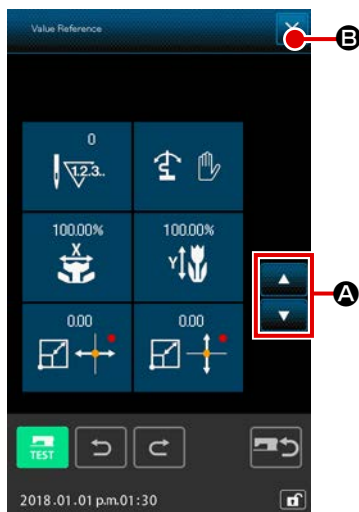 Value Reference
B
0
1.2.3..
100.00%
100.00%
X
Y
A
0.00
0.00
TEST
2018.01.01 p.m.01:30